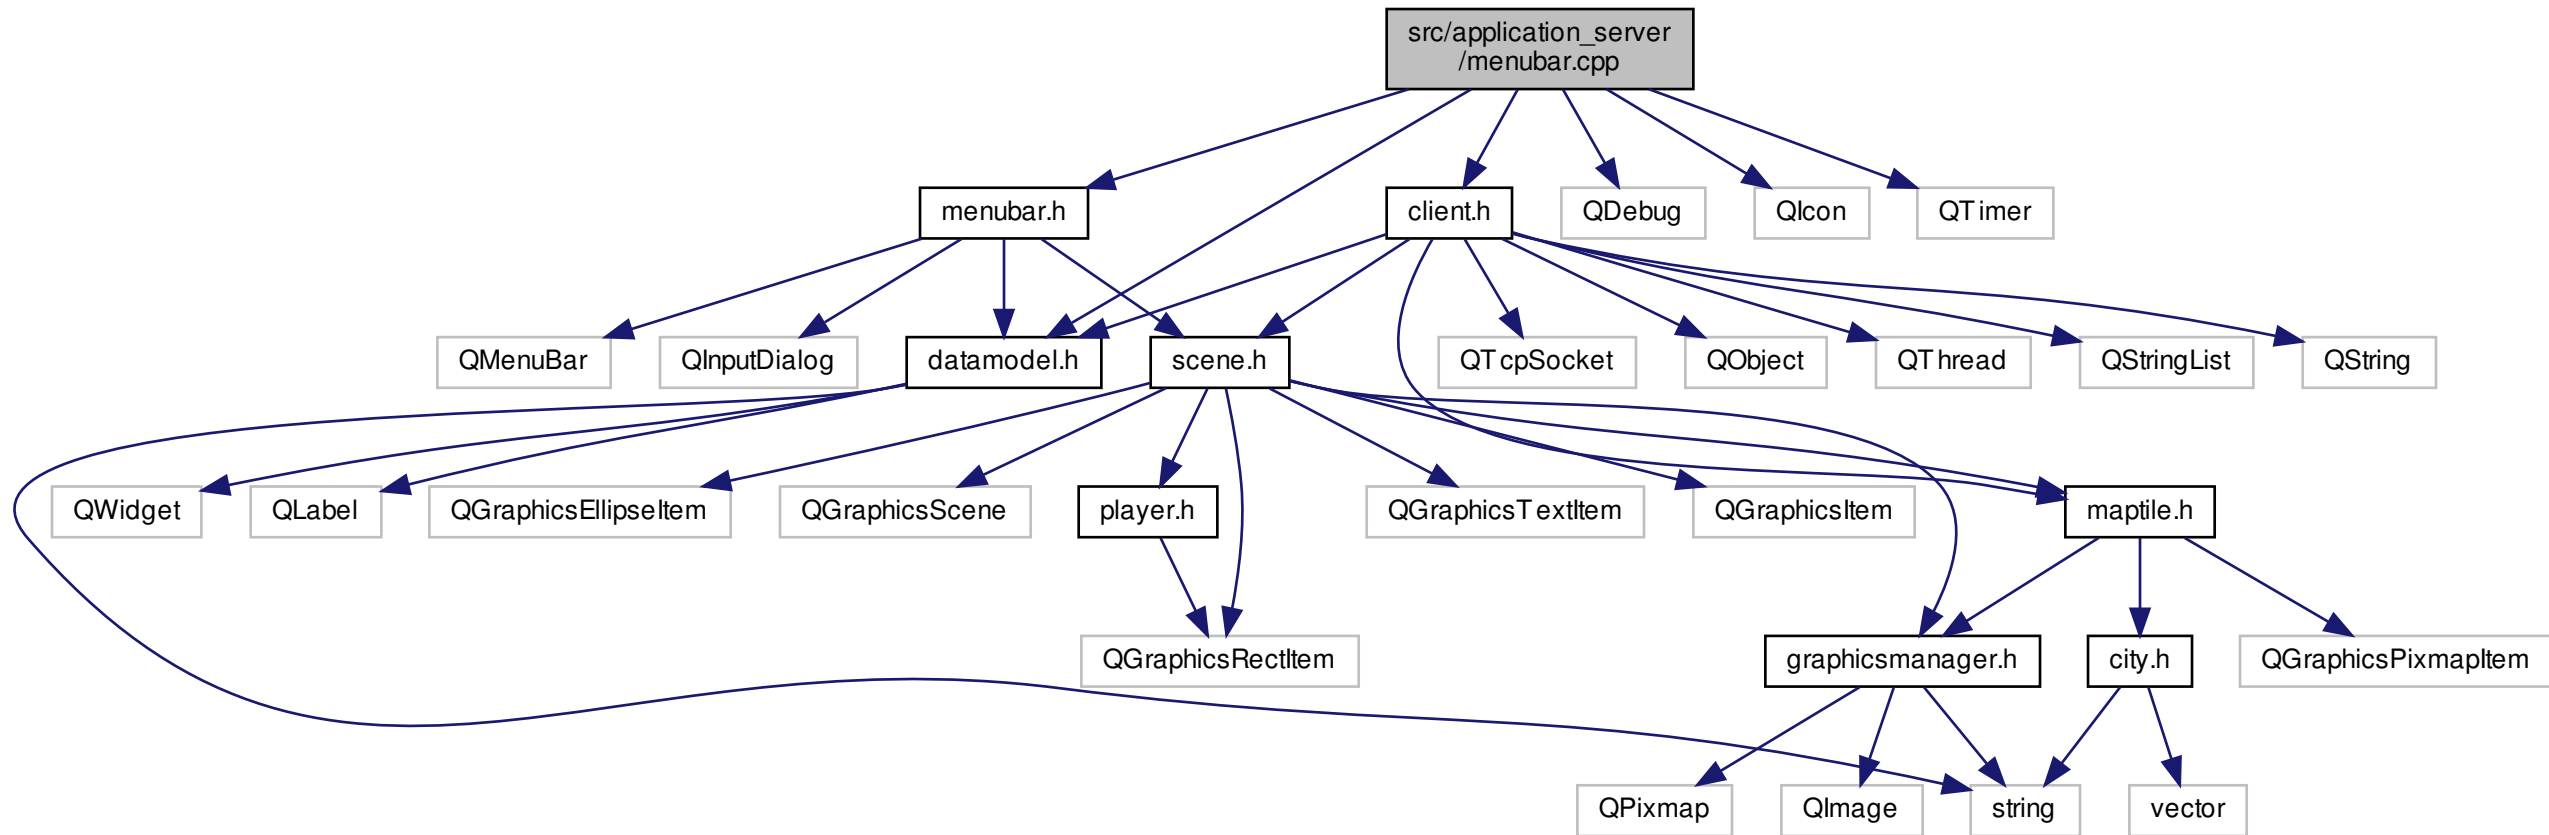 src/application_server
/menubar.cpp
menubar.h
client.h
QDebug
QIcon
QTimer
QMenuBar
QInputDialog
datamodel.h
scene.h
QTcpSocket
QObject
QThread
QStringList
QString
QWidget
QLabel
QGraphicsEllipseItem
QGraphicsScene
player.h
QGraphicsTextItem
QGraphicsItem
maptile.h
QGraphicsRectItem
graphicsmanager.h
city.h
QGraphicsPixmapItem
QPixmap
QImage
string
vector